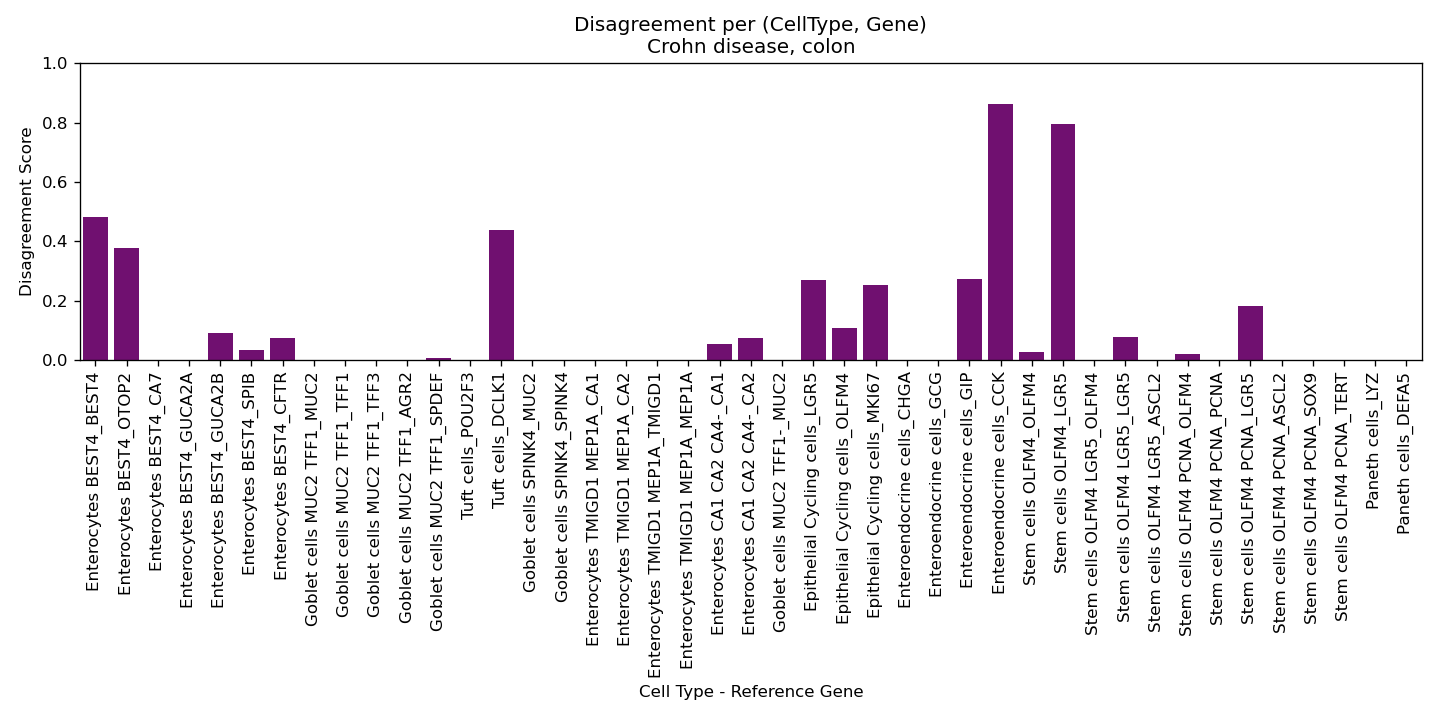 Disagreement per (CellType, Gene)
Crohn disease, colon
Disagreement Score
1.0
0.8
0.6
0.4
0.2
0.0
Enterocytes BEST4_BEST4
Enterocytes BEST4_OTOP2
Enterocytes BEST4_CA7
Enterocytes BEST4_GUCA2A
Enterocytes BEST4_GUCA2B
Enterocytes BEST4_SPIB
Enterocytes BEST4_CFTR
Goblet cells MUC2 TFF1_MUC2
Goblet cells MUC2 TFF1_TFF1
Goblet cells MUC2 TFF1_TFF3
Goblet cells MUC2 TFF1_AGR2
Goblet cells MUC2 TFF1_SPDEF
Tuft cells_POU2F3
Tuft cells_DCLK1
Goblet cells SPINK4_MUC2
Goblet cells SPINK4_SPINK4
Enterocytes TMIGD1 MEP1A_CA1
Enterocytes TMIGD1 MEP1A_CA2
Enterocytes TMIGD1 MEP1A_TMIGD1
Enterocytes TMIGD1 MEP1A_MEP1A
Enterocytes CA1 CA2 CA4-_CA1
Enterocytes CA1 CA2 CA4-_CA2
Goblet cells MUC2 TFF1-_MUC2
Epithelial Cycling cells_LGR5
Epithelial Cycling cells_OLFM4
Epithelial Cycling cells_MKI67
Enteroendocrine cells_CHGA
Enteroendocrine cells_GCG
Enteroendocrine cells_GIP
Enteroendocrine cells_CCK
Stem cells OLFM4_OLFM4
Stem cells OLFM4_LGR5
Stem cells OLFM4 LGR5_OLFM4
Stem cells OLFM4 LGR5_LGR5
Stem cells OLFM4 LGR5_ASCL2
Stem cells OLFM4 PCNA_OLFM4
Stem cells OLFM4 PCNA_PCNA
Stem cells OLFM4 PCNA_LGR5
Stem cells OLFM4 PCNA_ASCL2
Stem cells OLFM4 PCNA_SOX9
Stem cells OLFM4 PCNA_TERT
Paneth cells_LYZ
Paneth cells_DEFA5
Cell Type - Reference Gene